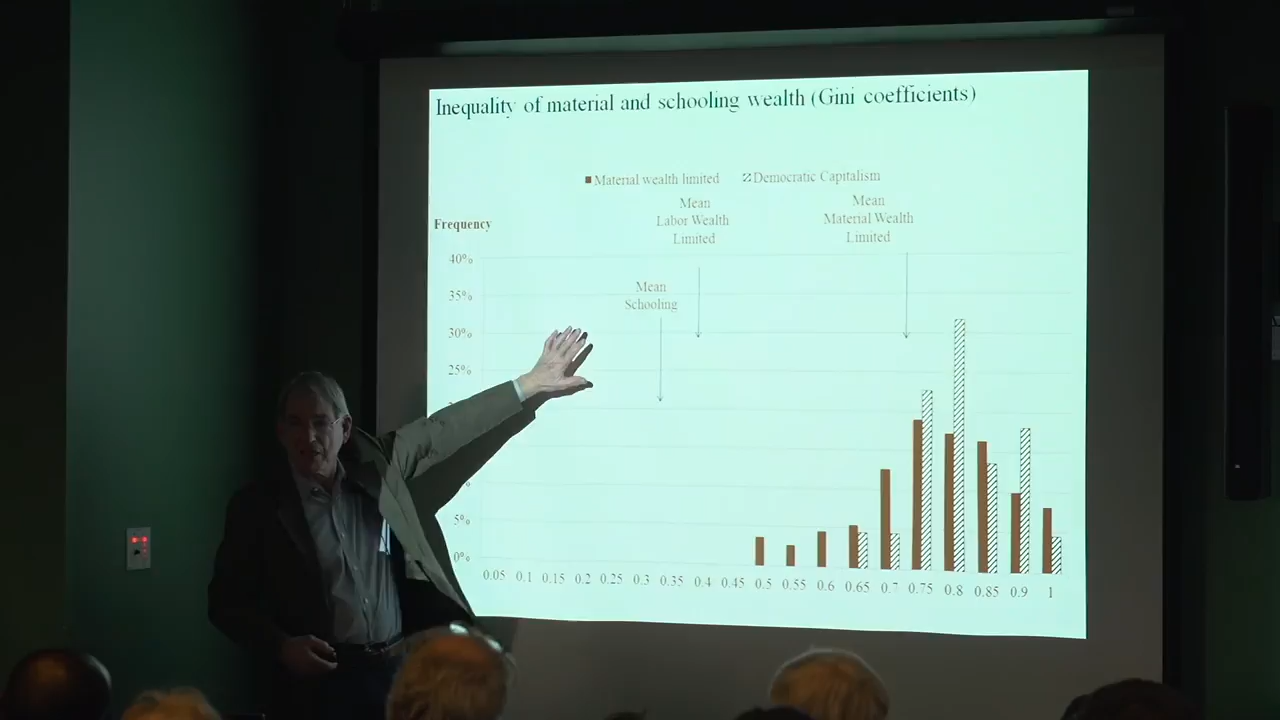 Inequality of material and schooling wealth (Gini coefficients)
Material wealth limited
Democratic Capitalism
Mean
Labor Wealth
Limited
Mean
Material Wealth
Limited
Frequency
Mean
Schooling
40%
35%
30%
25%
5%
0%
0.05 0.1 0.15 0.2 0.25 0.3 0.35 0.4 0.45 0.5 0.55 0.6 0.65 0.7 0.75 0.8 0.85 0.9 1